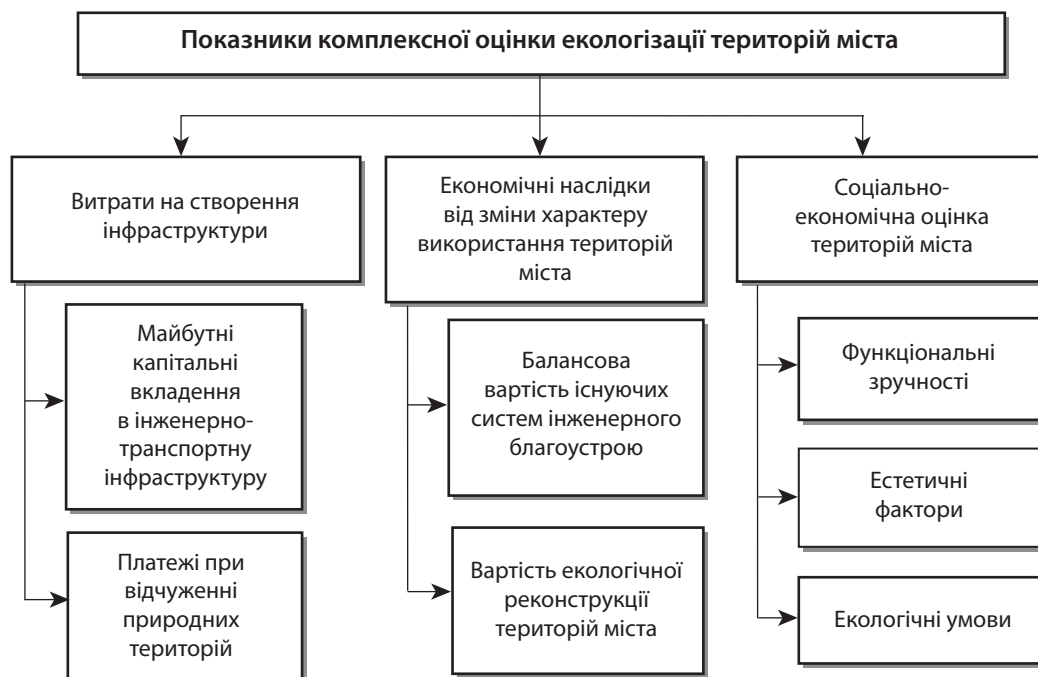 Показники комплексної оцінки екологізації територій міста
Витрати на створення
інфраструктури
Майбутні
капітальні
вкладення
в інженерно-
транспортну
інфраструктуру
Платежі при
відчуженні
природних
територій
Економічні наслідки
від зміни характеру
використання територій
міста
Балансова
вартість існуючих
систем інженерного
благоустрою
Вартість екологічної
реконструкції
територій міста
Соціально-
економічна оцінка
територій міста
Функціональні
зручності
Естетичні
фактори
Екологічні умови